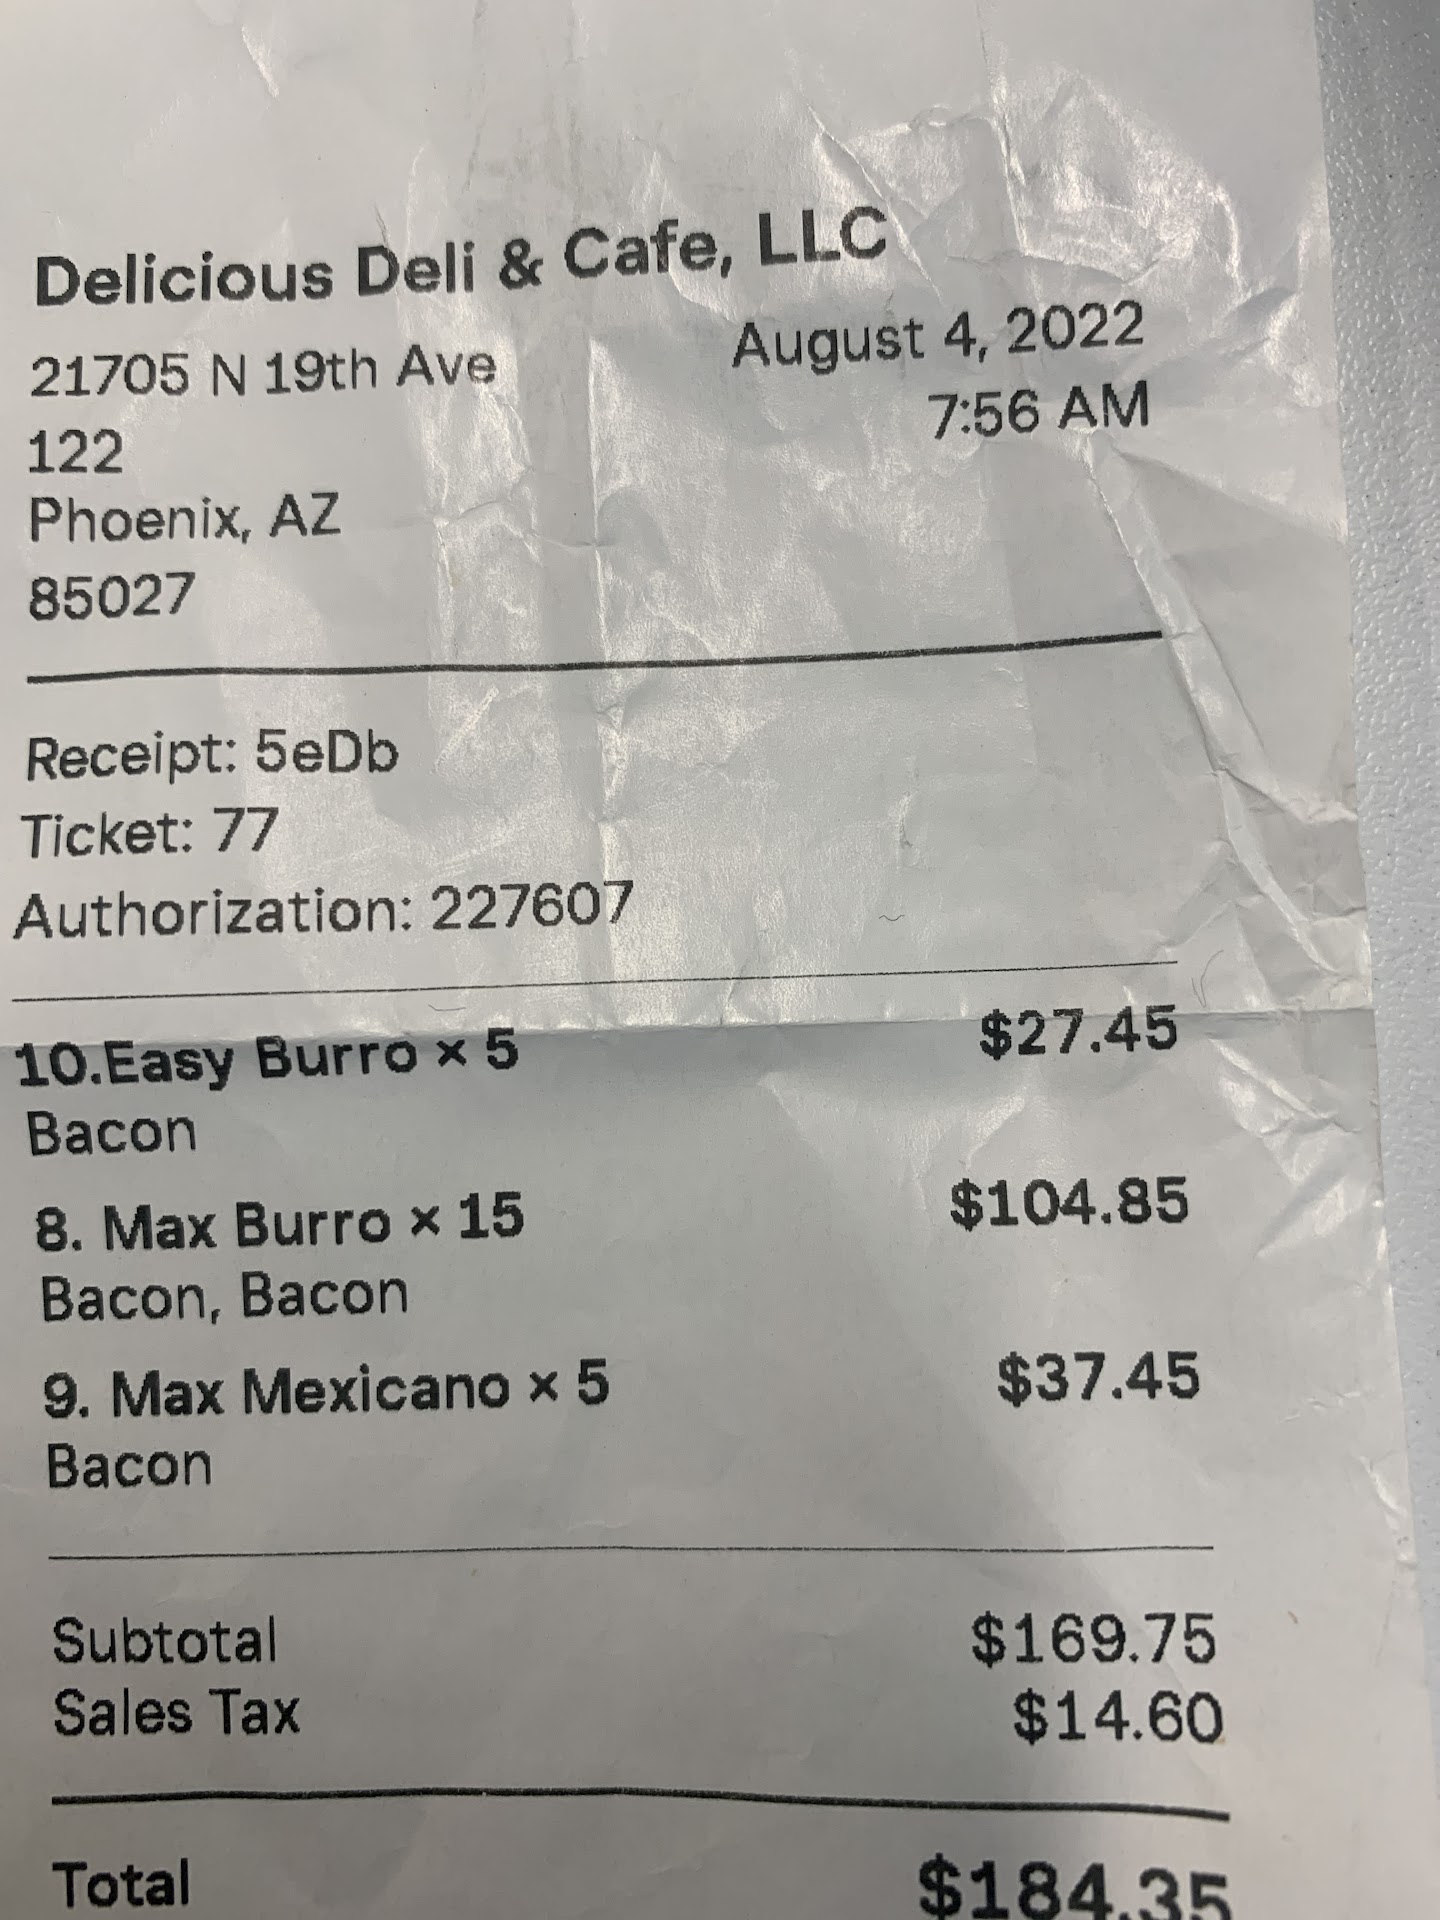 Delicious Deli & Cafe, LLC
21705 N 19th Ave
August 4, 2022
122
7:56 AM
Phoenix, AZ
85027
Receipt: 5eDb
Ticket: 77
Authorization: 227607
10.Easy Burro × 5 $27.45
Bacon
8. Max Burro × 15 $104.85
Bacon, Bacon
9. Max Mexicano × 5 $37.45
Bacon
Subtotal $169.75
Sales Tax $14.60
Total $184.35